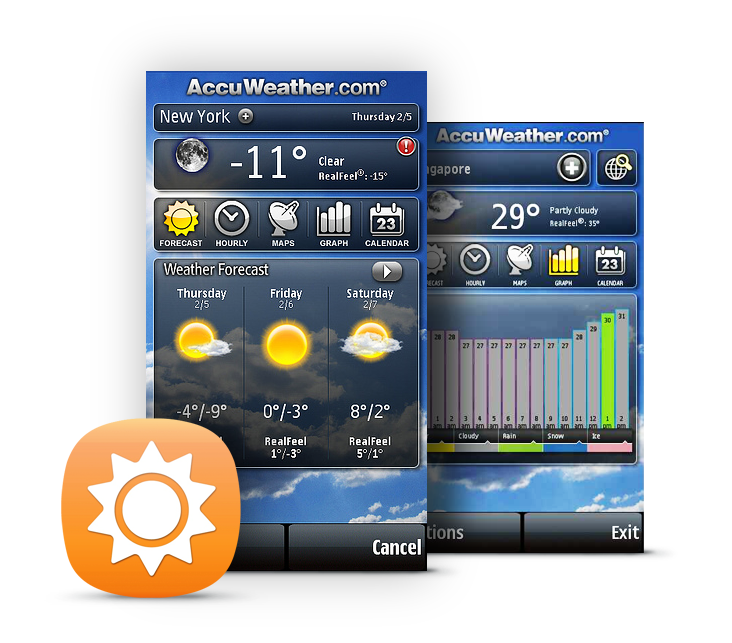 AccuWeather.com®
New York
Thursday 2/5
-11°
Clear
RealFeel®: -15°
FORECAST HOURLY MAPS GRAPH CALENDAR
23
Weather Forecast
Thursday Friday Saturday
2/5 2/6 2/7
-4°/-9° 0°/-3° 8°/2°
RealFeel RealFeel
1°/-3° 5°/1°
Cancel
AccuWeather.com®
gapore
29°
Partly Cloudy
RealFeel®: 35°
CAST HOURLY MAPS GRAPH CALENDAR
23
28 28 27 27 27 27 27 27 27 27 28 29 30 31
1 2 3 4 5 6 7 8 9 10 11 12 1 2
Cloudy Rain Snow Ice
tions
Exit